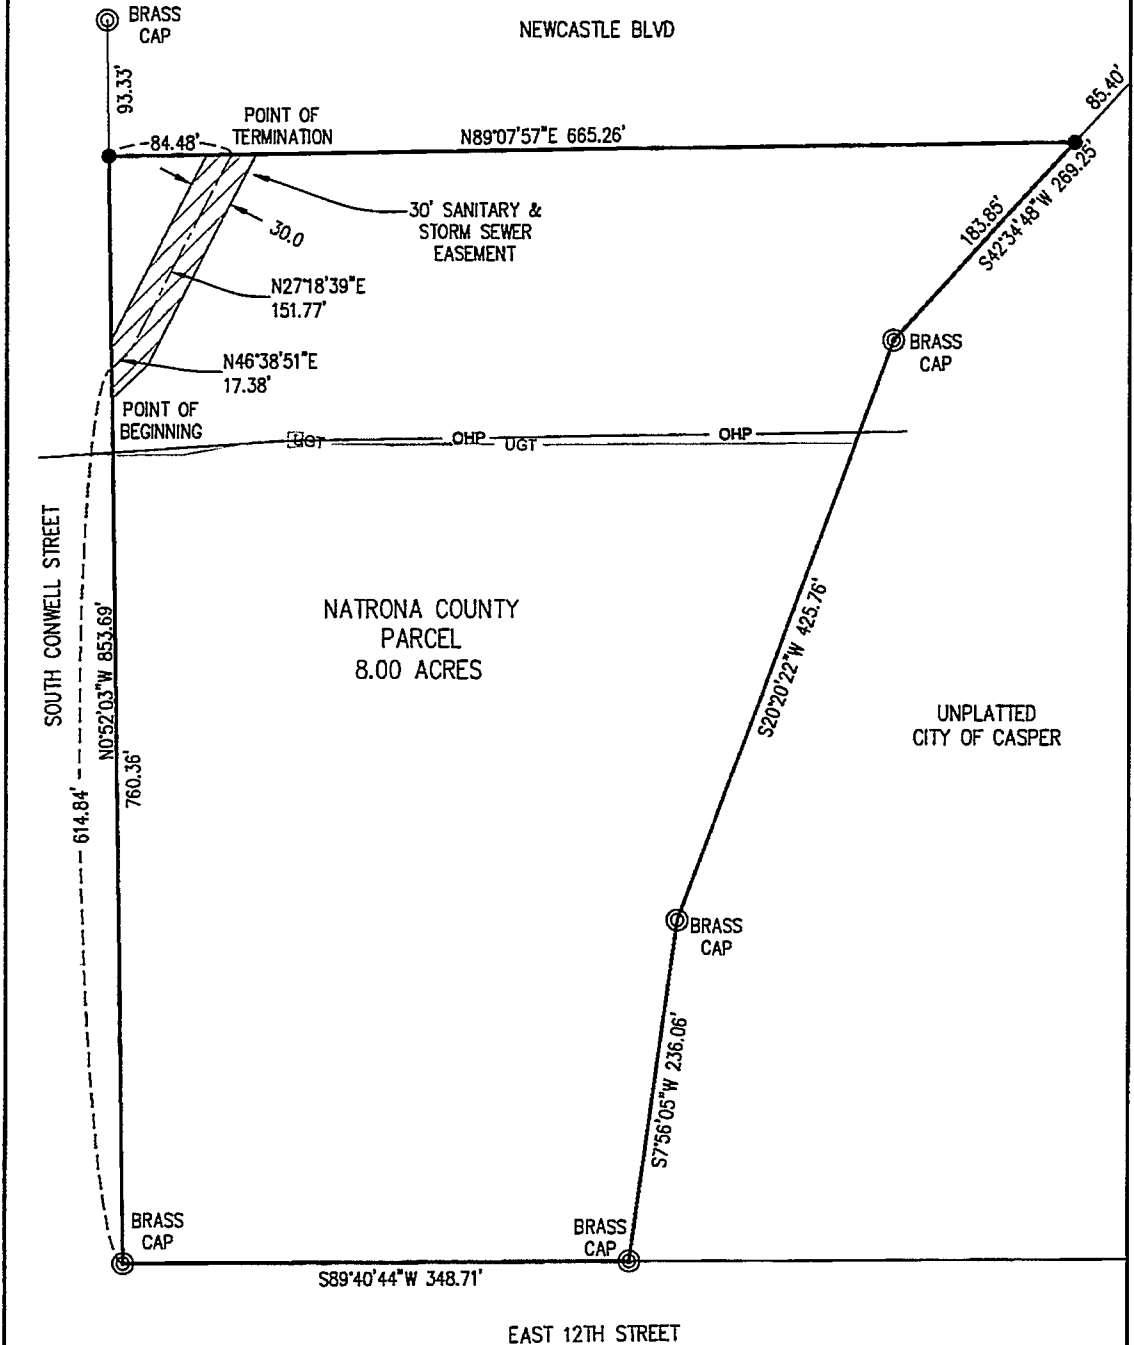 BRASS
CAP
NEWCASTLE BLVD
93.33'
85.40'
POINT OF
TERMINATION
84.48'
N89°07'57"E 665.26'
30' SANITARY &
STORM SEWER
EASEMENT
30.0
183.85'
S42°34'48"W 269.25'
N27°18'39"E
151.77'
BRASS
CAP
N46°38'51"E
17.38'
POINT OF
BEGINNING
UGT
OHP
UGT
OHP
SOUTH CONWELL STREET
N0°52'03"W 853.69'
NATRONA COUNTY
PARCEL
8.00 ACRES
S20°20'22"W 425.76'
UNPLATTED
CITY OF CASPER
760.36'
614.84'
BRASS
CAP
S7°56'05"W 236.06'
BRASS
CAP
BRASS
CAP
S89°40'44"W 348.71'
EAST 12TH STREET